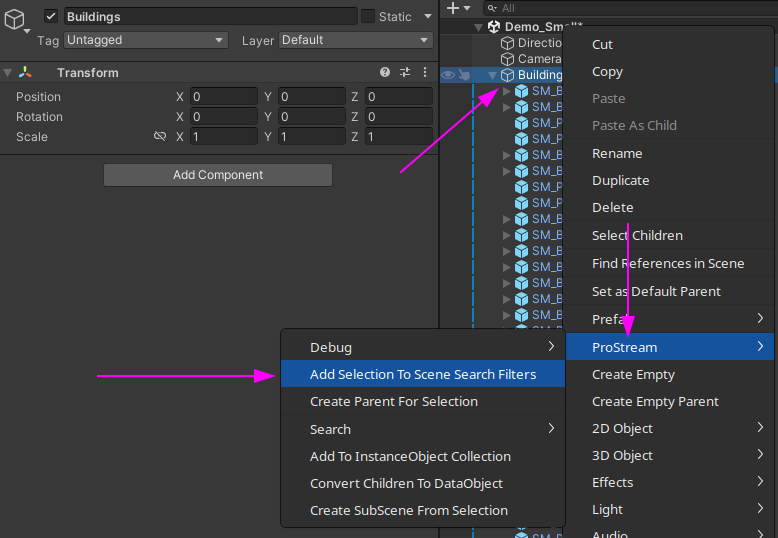 Buildings
Static
Tag Untagged
Layer Default
Transform
Position X 0 Y 0 Z 0
Rotation X 0 Y 0 Z 0
Scale X 1 Y 1 Z 1
Add Component
All
Demo_Small*
Directio
Camera
Building
SM_B
SM_B
SM_P
SM_P
SM_B
SM_B
SM_P
SM_P
SM_B
SM_B
SM_B
SM_B
SM_B
SM_B
SM_B
Cut
Copy
Paste
Paste As Child
Rename
Duplicate
Delete
Select Children
Find References in Scene
Set as Default Parent
Prefab
ProStream
Create Empty
Create Empty Parent
2D Object
3D Object
Effects
Light
Audio
Debug
Add Selection To Scene Search Filters
Create Parent For Selection
Search
Add To InstanceObject Collection
Convert Children To DataObject
Create SubScene From Selection